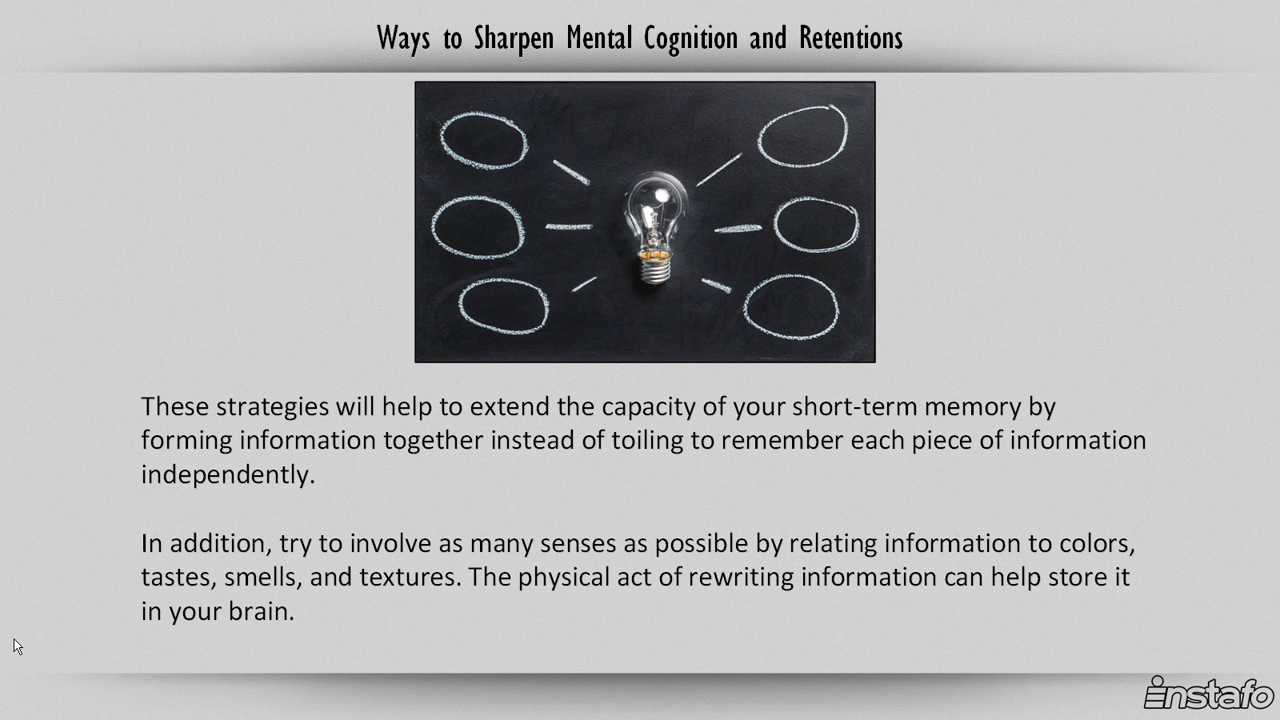 Ways to Sharpen Mental Cognition and Retentions
These strategies will help to extend the capacity of your short-term memory by
forming information together instead of toiling to remember each piece of information
independently.
In addition, try to involve as many senses as possible by relating information to colors,
tastes, smells, and textures. The physical act of rewriting information can help store it
in your brain.
instafo